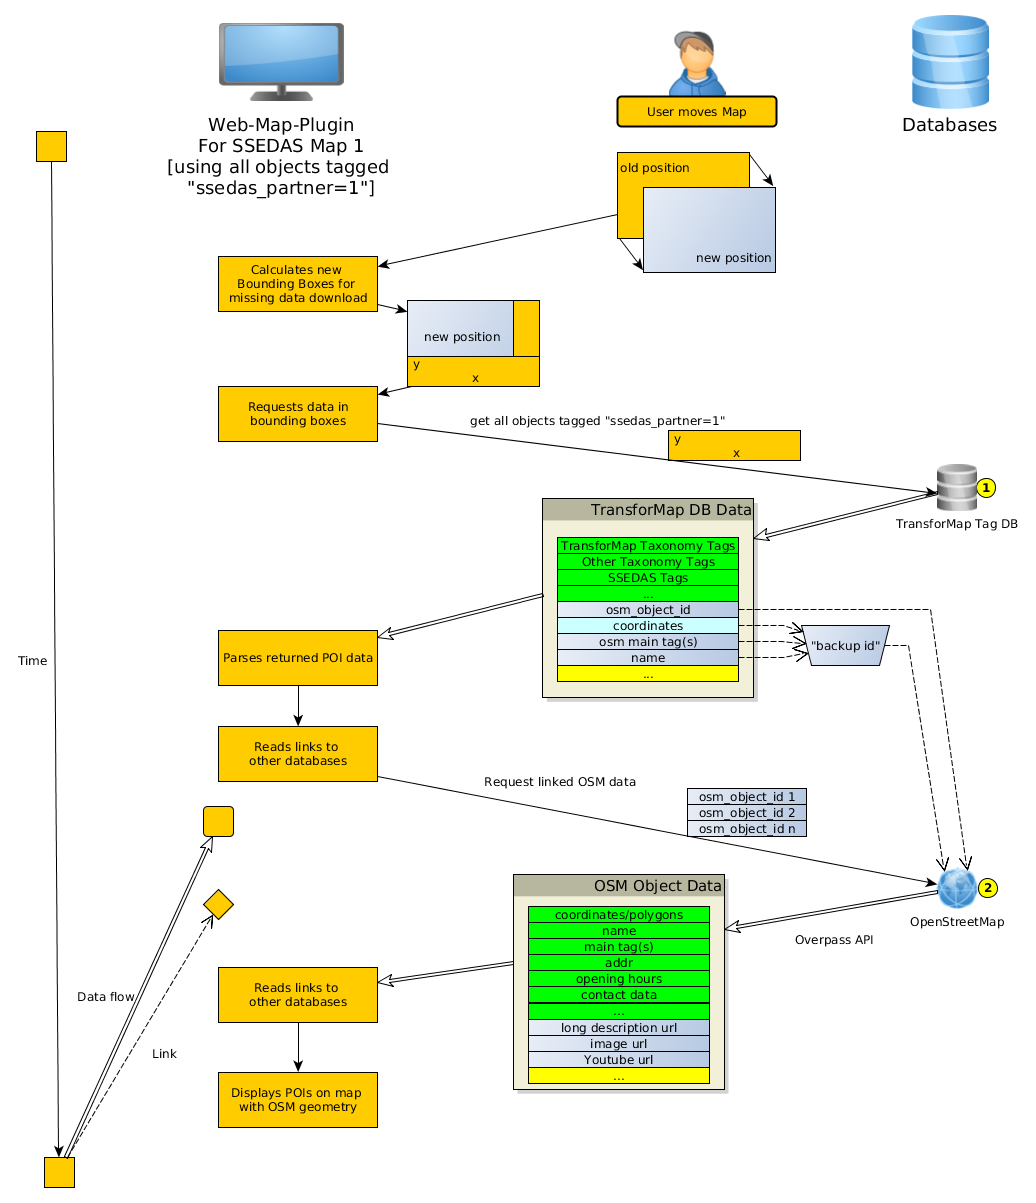 Web-Map-Plugin
For SSEDAS Map 1
[using all objects tagged
"ssedas_partner=1"]
User moves Map
Databases
old position
new position
Calculates new
Bounding Boxes for
missing data download
new position
y
x
Requests data in
bounding boxes
get all objects tagged "ssedas_partner=1"
y
x
1
TransforMap Tag DB
TransforMap DB Data
TransforMap Taxonomy Tags
Other Taxonomy Tags
SSEDAS Tags
...
osm_object_id
coordinates
osm main tag(s)
name
...
"backup id"
Parses returned POI data
Time
Reads links to
other databases
Request linked OSM data
osm_object_id 1
osm_object_id 2
osm_object_id n
2
OpenStreetMap
Overpass API
OSM Object Data
coordinates/polygons
name
main tag(s)
addr
opening hours
contact data
...
long description url
image url
Youtube url
...
Data flow
Link
Reads links to
other databases
Displays POIs on map
with OSM geometry